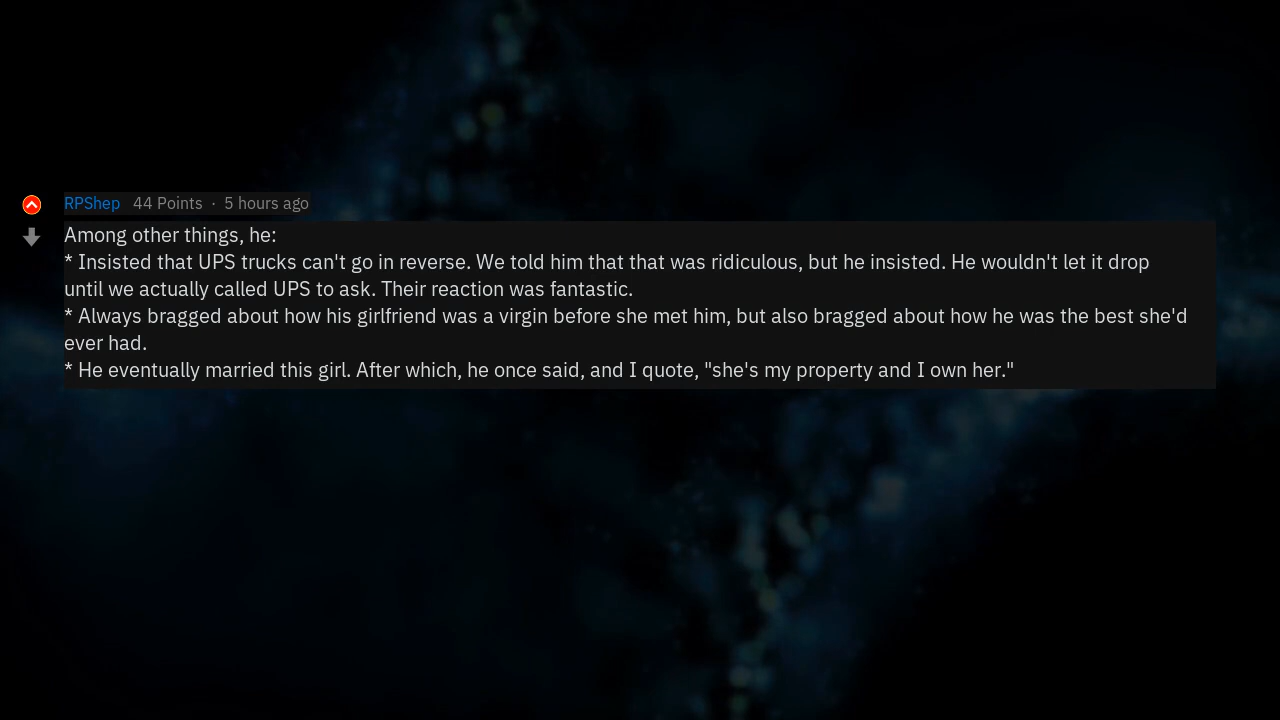 RPShep 44 Points · 5 hours ago
Among other things, he:
* Insisted that UPS trucks can't go in reverse. We told him that that was ridiculous, but he insisted. He wouldn't let it drop
until we actually called UPS to ask. Their reaction was fantastic.
* Always bragged about how his girlfriend was a virgin before she met him, but also bragged about how he was the best she'd
ever had.
* He eventually married this girl. After which, he once said, and I quote, "she's my property and I own her."